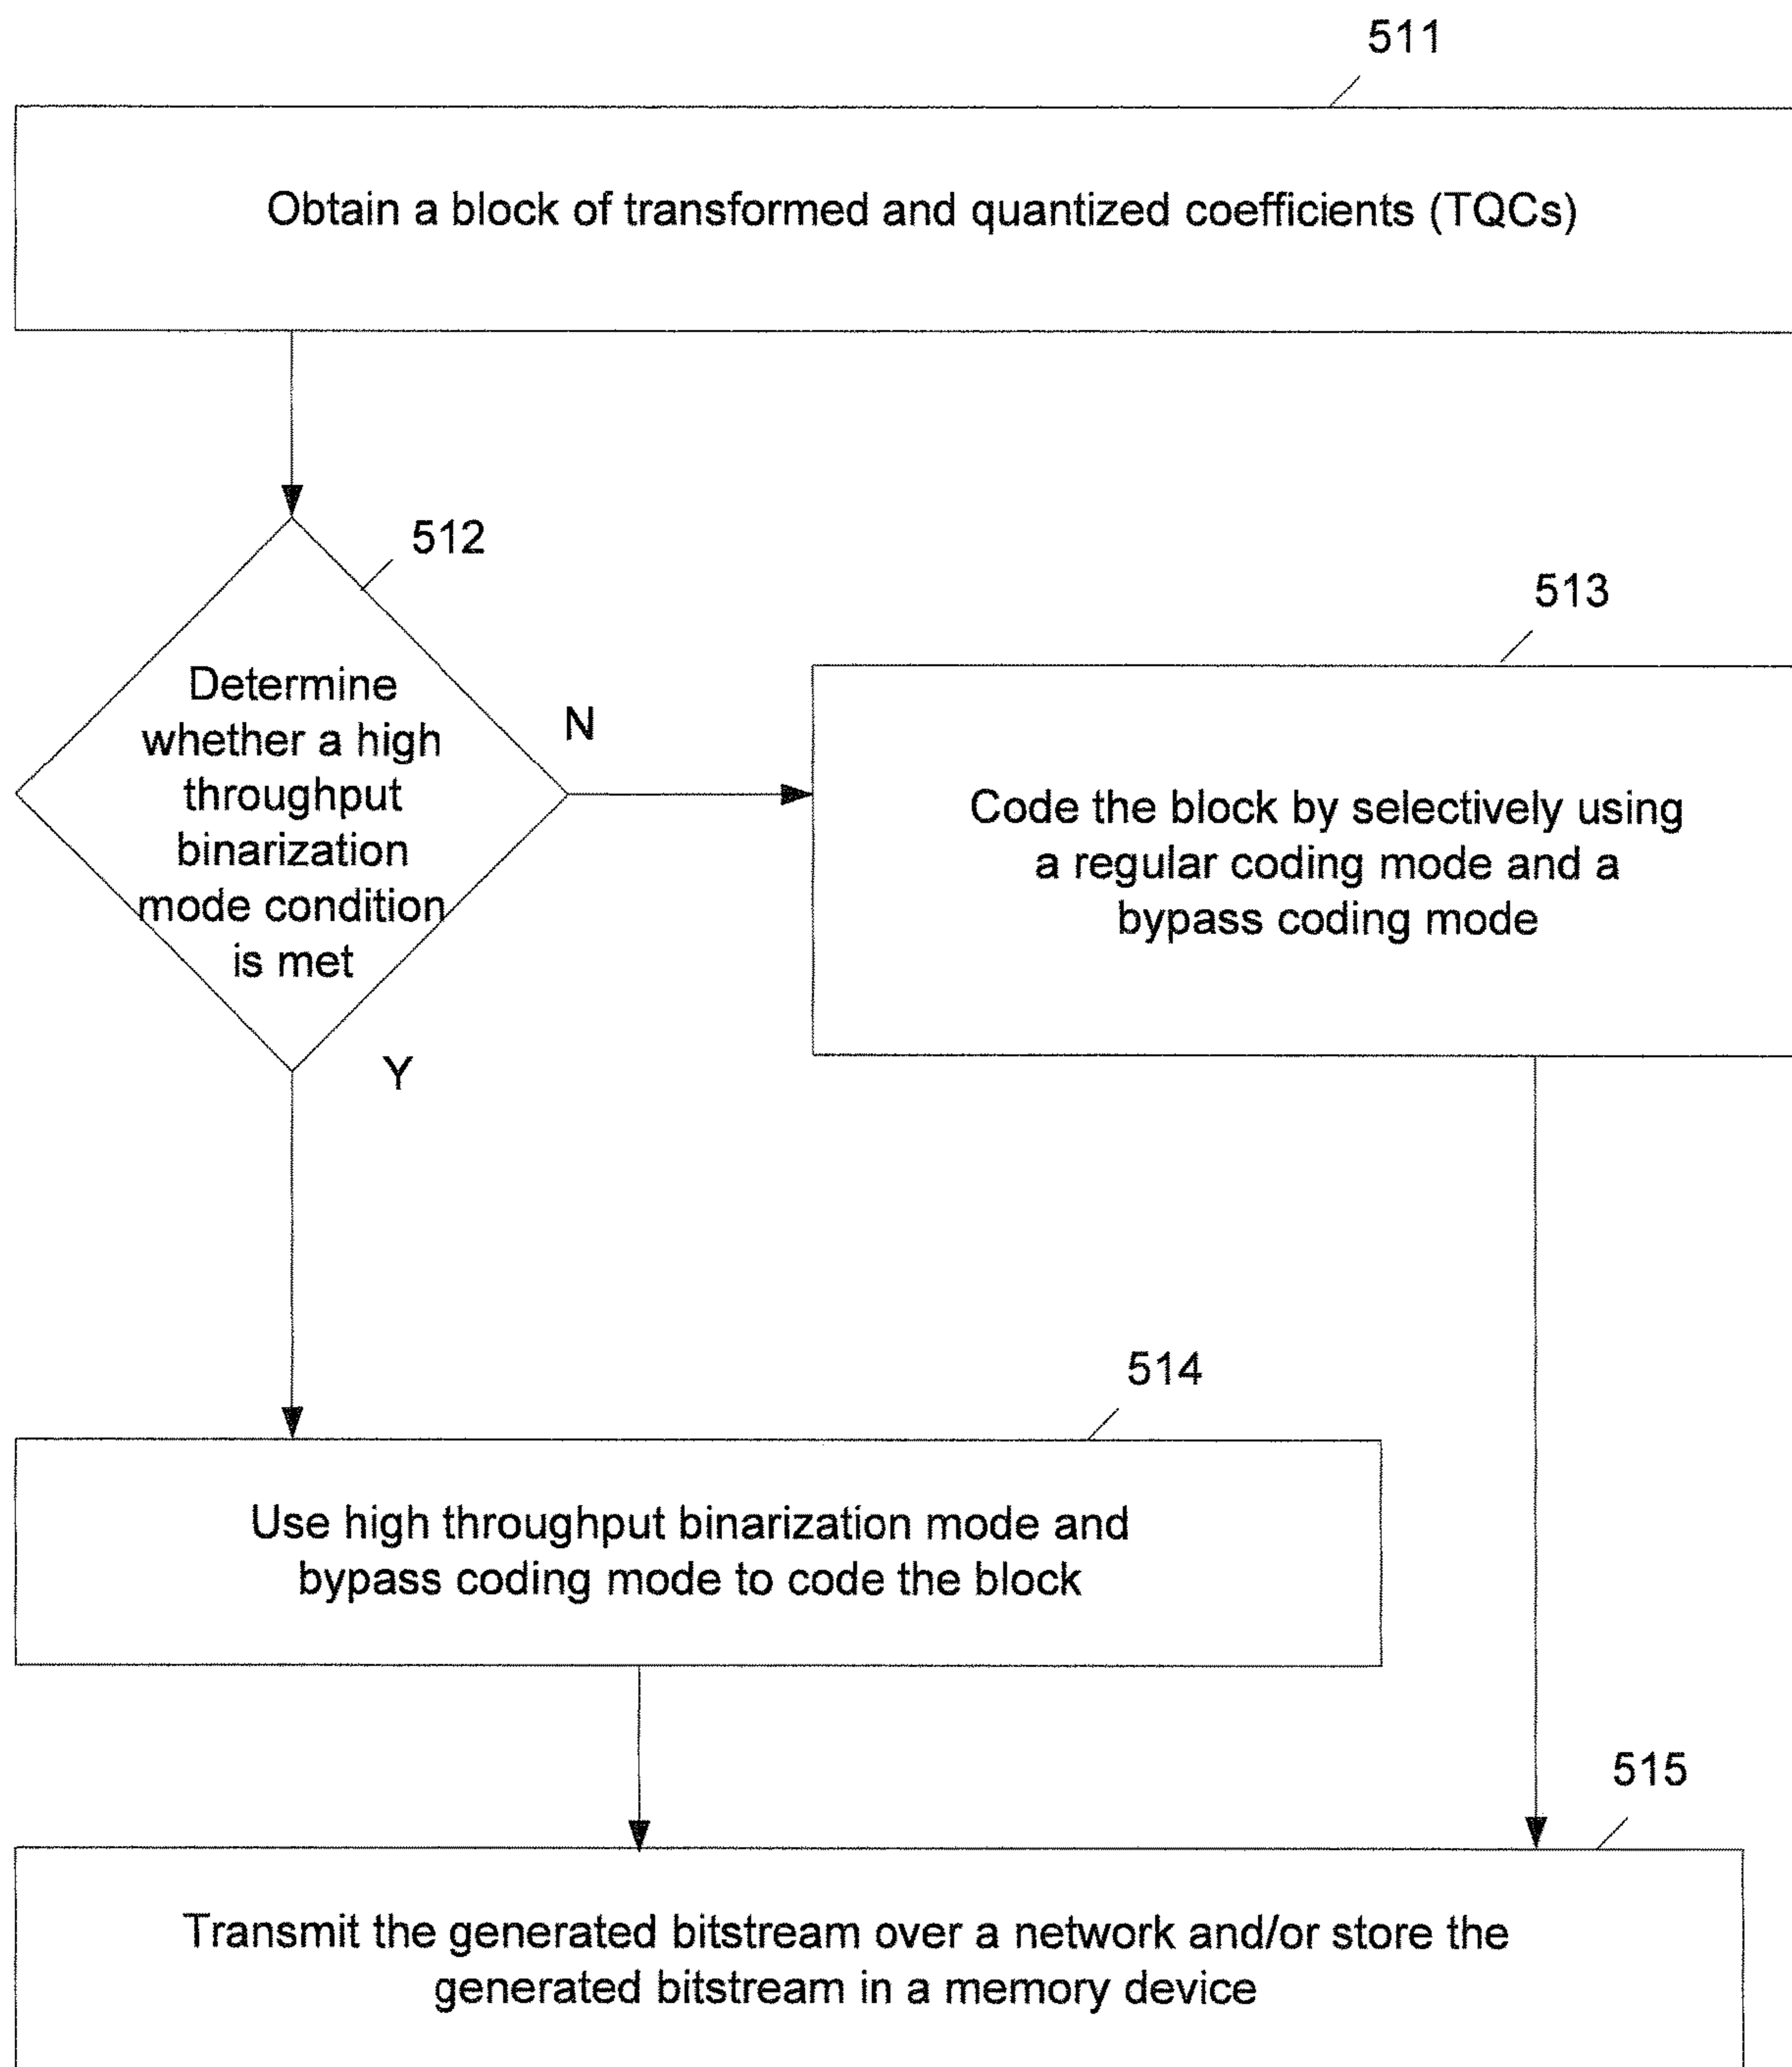 511
Obtain a block of transformed and quantized coefficients (TQCs)
512
Determine
whether a high
throughput
binarization
mode condition
is met
N
513
Code the block by selectively using
a regular coding mode and a
bypass coding mode
Y
514
Use high throughput binarization mode and
bypass coding mode to code the block
515
Transmit the generated bitstream over a network and/or store the
generated bitstream in a memory device